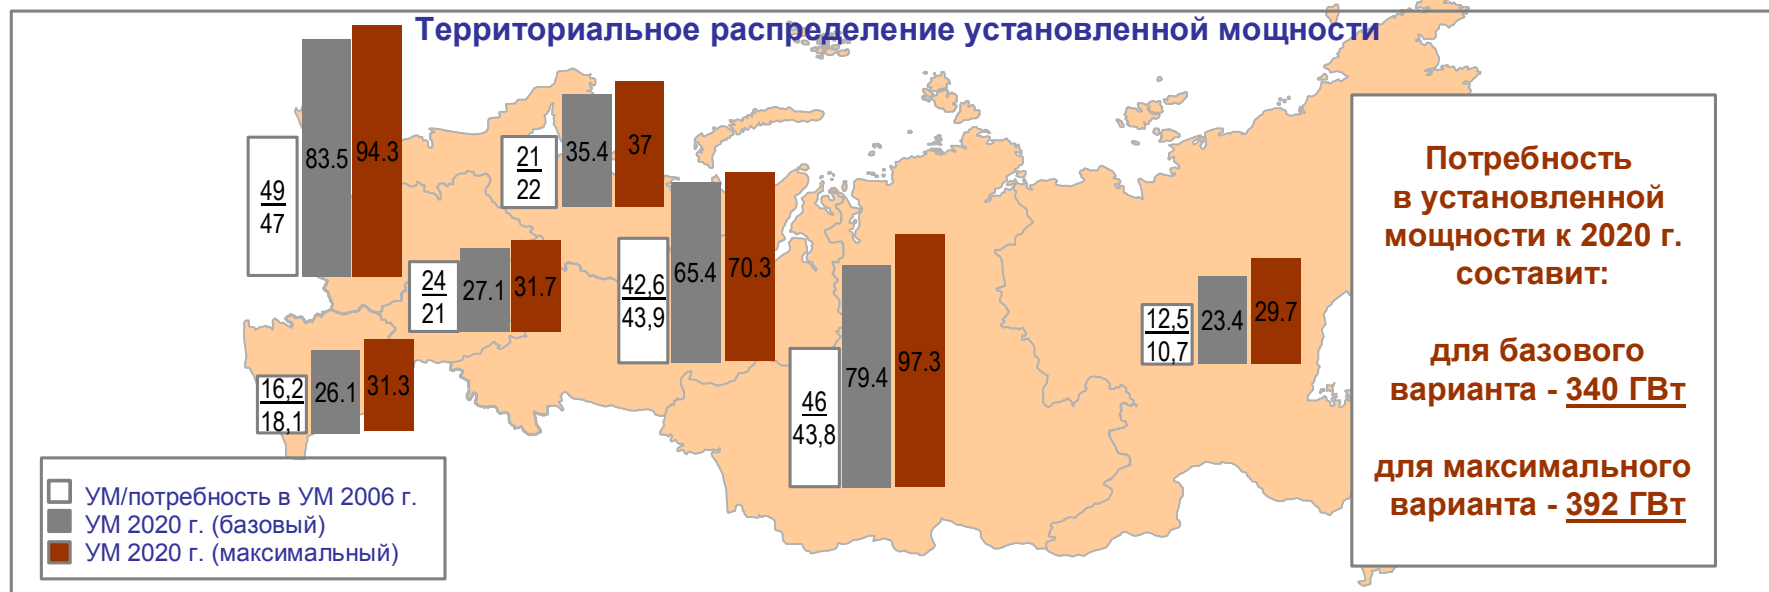 Территориальное распределение установленной мощности
49
47
83.5
94.3
21
22
35.4
37
24
21
27.1
31.7
42,6
43,9
65.4
70.3
16,2
18,1
26.1
31.3
46
43,8
79.4
97.3
12,5
10,7
23.4
29.7
УМ/потребность в УМ 2006 г.
УМ 2020 г. (базовый)
УМ 2020 г. (максимальный)
Потребность
в установленной
мощности к 2020 г.
составит:
для базового
варианта - 340 ГВт
для максимального
варианта - 392 ГВт